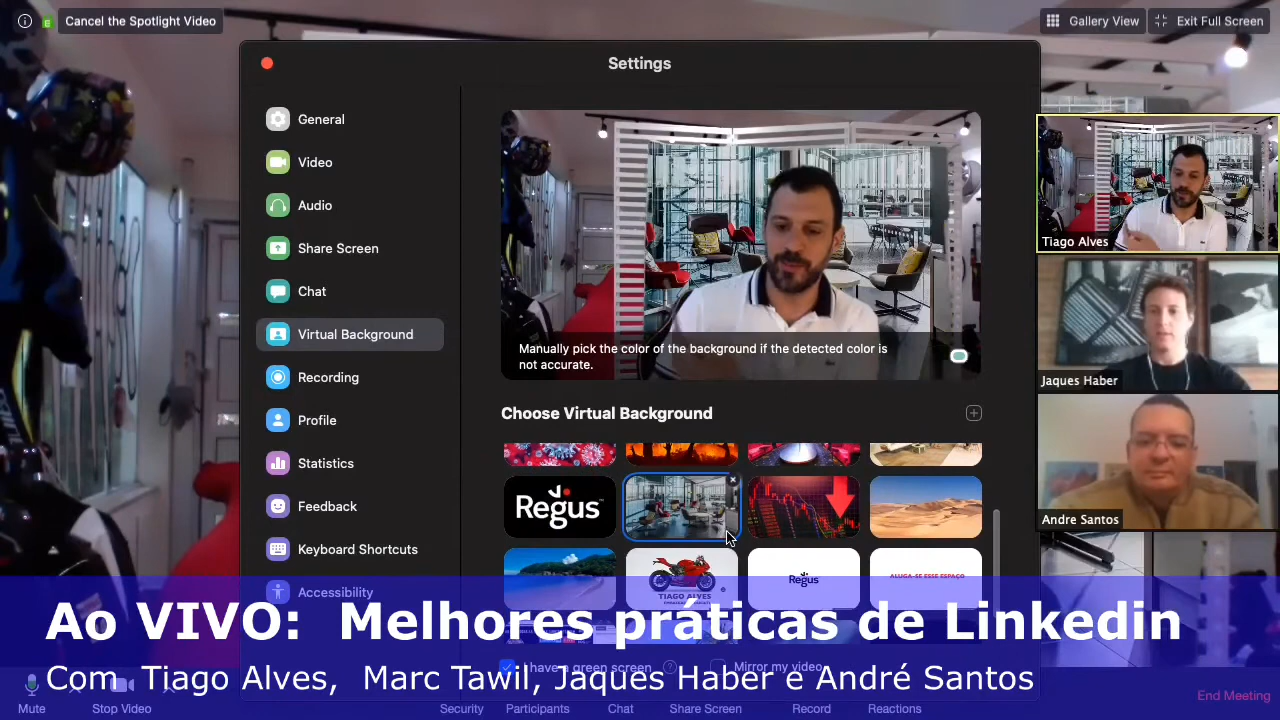 Cancel the Spotlight Video
Gallery View
Exit Full Screen
Settings
General
Video
Audio
Share Screen
Chat
Virtual Background
Recording
Profile
Statistics
Feedback
Keyboard Shortcuts
Accessibility
Manually pick the color of the background if the detected color is
not accurate.
Choose Virtual Background
Regus™
TIAGO ALVES
Regus
ALUGA-SE ESSE ESPAÇO
I have a green screen
Mirror my video
Tiago Alves
Jaques Haber
Andre Santos
Ao VIVO: Melhores práticas de Linkedin
Com Tiago Alves, Marc Tawil, Jaques Haber e André Santos
Mute
Stop Video
Security
Participants
Chat
Share Screen
Record
Reactions
End Meeting